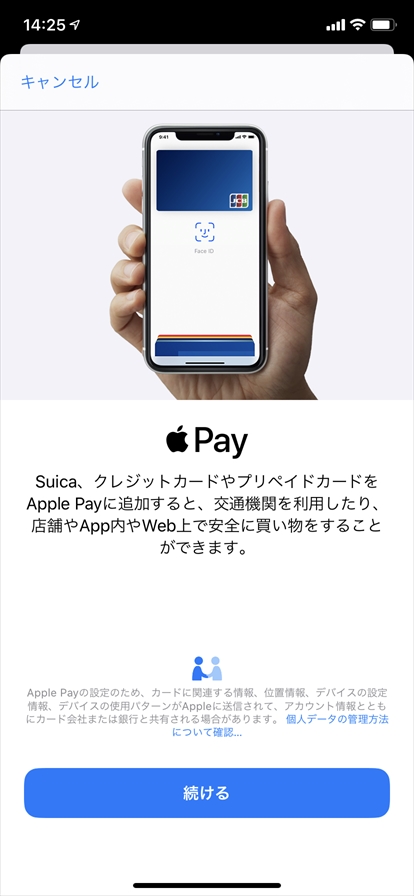 14:25
キャンセル
9:41
JCB
Face ID
Pay
Suica、クレジットカードやプリペイドカードを
Apple Payに追加すると、交通機関を利用したり、
店舗やApp内やWeb上で安全に買い物をすること
ができます。
Apple Payの設定のため、カードに関連する情報、位置情報、デバイスの設定
情報、デバイスの使用パターンがAppleに送信されて、アカウント情報ととも
にカード会社または銀行と共有される場合があります。 個人データの管理方法
について確認...
続ける